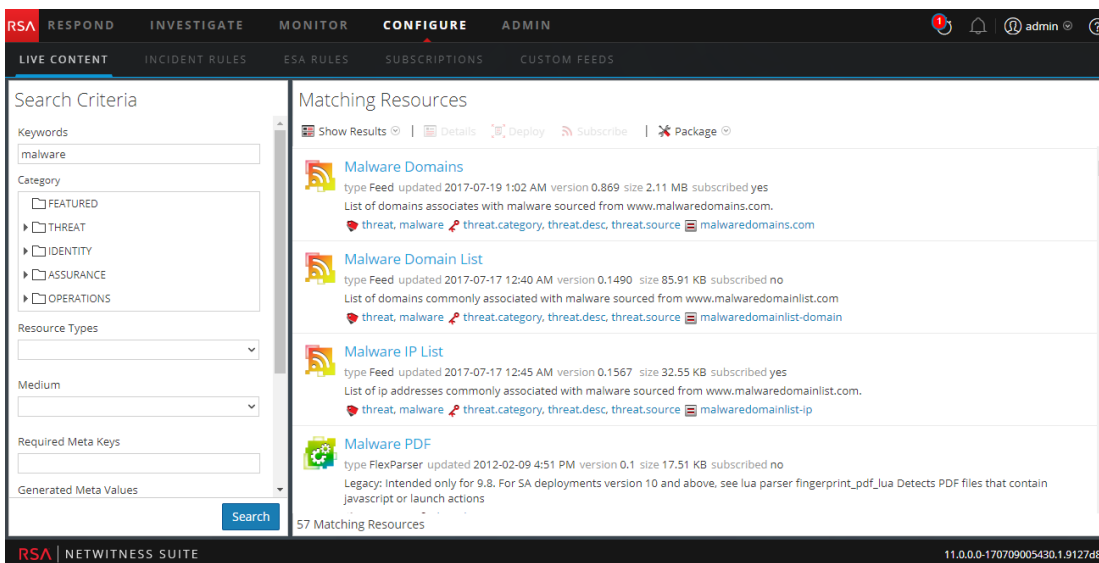 RSA RESPOND INVESTIGATE MONITOR CONFIGURE ADMIN 1 admin
LIVE CONTENT INCIDENT RULES ESA RULES SUBSCRIPTIONS CUSTOM FEEDS
Search Criteria
Keywords
malware
Category
FEATURED
THREAT
IDENTITY
ASSURANCE
OPERATIONS
Resource Types
Medium
Required Meta Keys
Generated Meta Values
Search
Matching Resources
Show Results | Details Deploy Subscribe | Package
Malware Domains
type Feed updated 2017-07-19 1:02 AM version 0.869 size 2.11 MB subscribed yes
List of domains associates with malware sourced from www.malwaredomains.com.
threat, malware threat.category, threat.desc, threat.source malwaredomains.com
Malware Domain List
type Feed updated 2017-07-17 12:40 AM version 0.1490 size 85.91 KB subscribed no
List of domains commonly associated with malware sourced from www.malwaredomainlist.com
threat, malware threat.category, threat.desc, threat.source malwaredomainlist-domain
Malware IP List
type Feed updated 2017-07-17 12:45 AM version 0.1567 size 32.55 KB subscribed yes
List of ip addresses commonly associated with malware sourced from www.malwaredomainlist.com.
threat, malware threat.category, threat.desc, threat.source malwaredomainlist-ip
Malware PDF
type FlexParser updated 2012-02-09 4:51 PM version 0.1 size 17.51 KB subscribed no
Legacy: Intended only for 9.8. For SA deployments version 10 and above, see lua parser fingerprint_pdf_lua Detects PDF files that contain
javascript or launch actions
57 Matching Resources
RSA | NETWITNESS SUITE 11.0.0.0-170709005430.1.9127d8